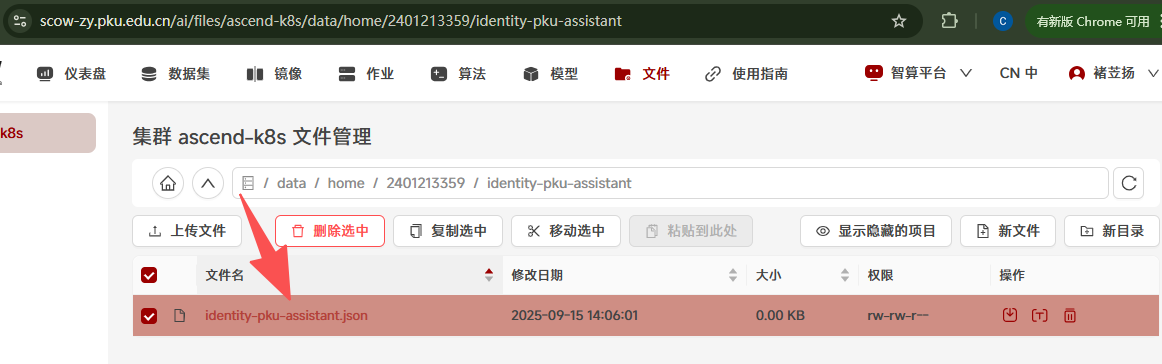 scow-zy.pku.edu.cn/ai/files/ascend-k8s/data/home/2401213359/identity-pku-assistant
C
有新版 Chrome 可用
仪表盘 数据集 镜像 作业 算法 模型 文件 使用指南 智算平台 CN 中 褚苙扬
k8s
集群 ascend-k8s 文件管理
/ data / home / 2401213359 / identity-pku-assistant
上传文件 删除选中 复制选中 移动选中 粘贴到此处 显示隐藏的项目 新文件 新目录
文件名 修改日期 大小 权限 操作
identity-pku-assistant.json 2025-09-15 14:06:01 0.00 KB rw-rw-r--